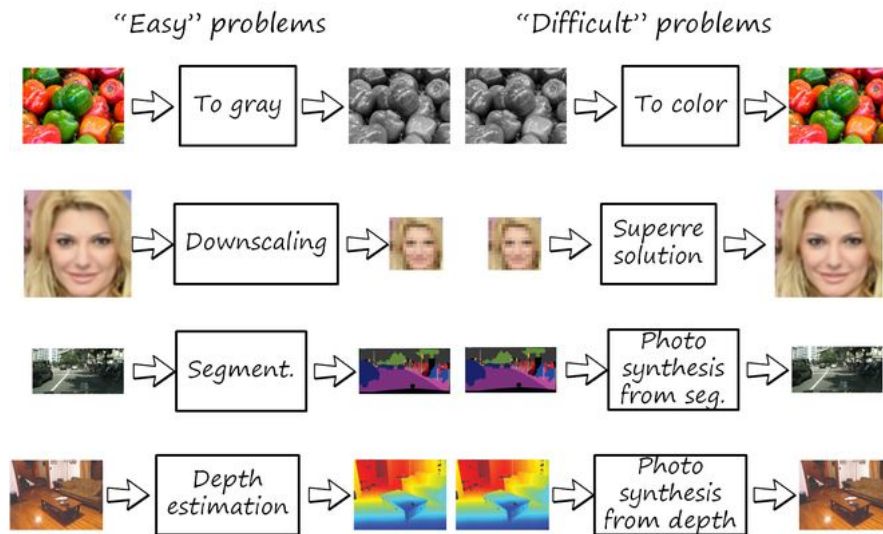 “Easy” problems
“Difficult” problems
To gray
To color
Downscaling
Superre
solution
Segment.
Photo
synthesis
from seg.
Depth
estimation
Photo
synthesis
from depth